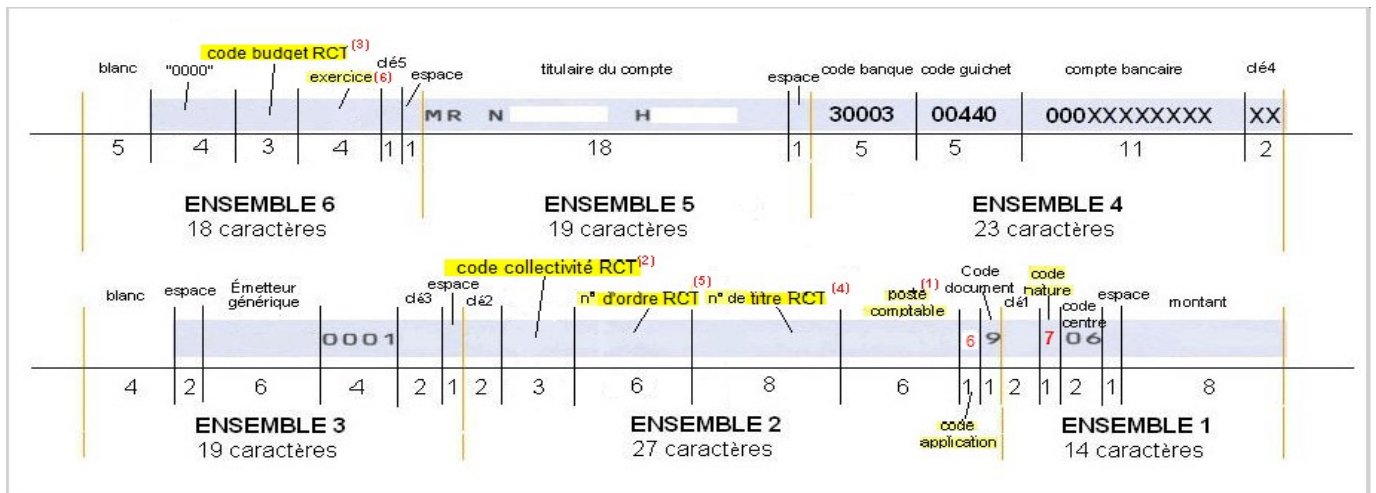 code budget RCT (3)
blanc "0000" exercice (6) clé5 espace titulaire du compte espace code banque code guichet compte bancaire clé4
MR N H 30003 00440 000XXXXXXXX XX
5 4 3 4 1 1 18 1 5 5 11 2
ENSEMBLE 6 ENSEMBLE 5 ENSEMBLE 4
18 caractères 19 caractères 23 caractères
code collectivité RCT (2)
blanc espace Émetteur générique clé3 espace clé2 n° d'ordre RCT (5) n° de titre RCT (4) poste comptable (1) Code document clé1 code nature code centre espace montant
0001 6 9 7 06
4 2 6 4 2 1 2 3 6 8 6 1 1 2 1 2 1 8
ENSEMBLE 3 ENSEMBLE 2 code application ENSEMBLE 1
19 caractères 27 caractères 14 caractères